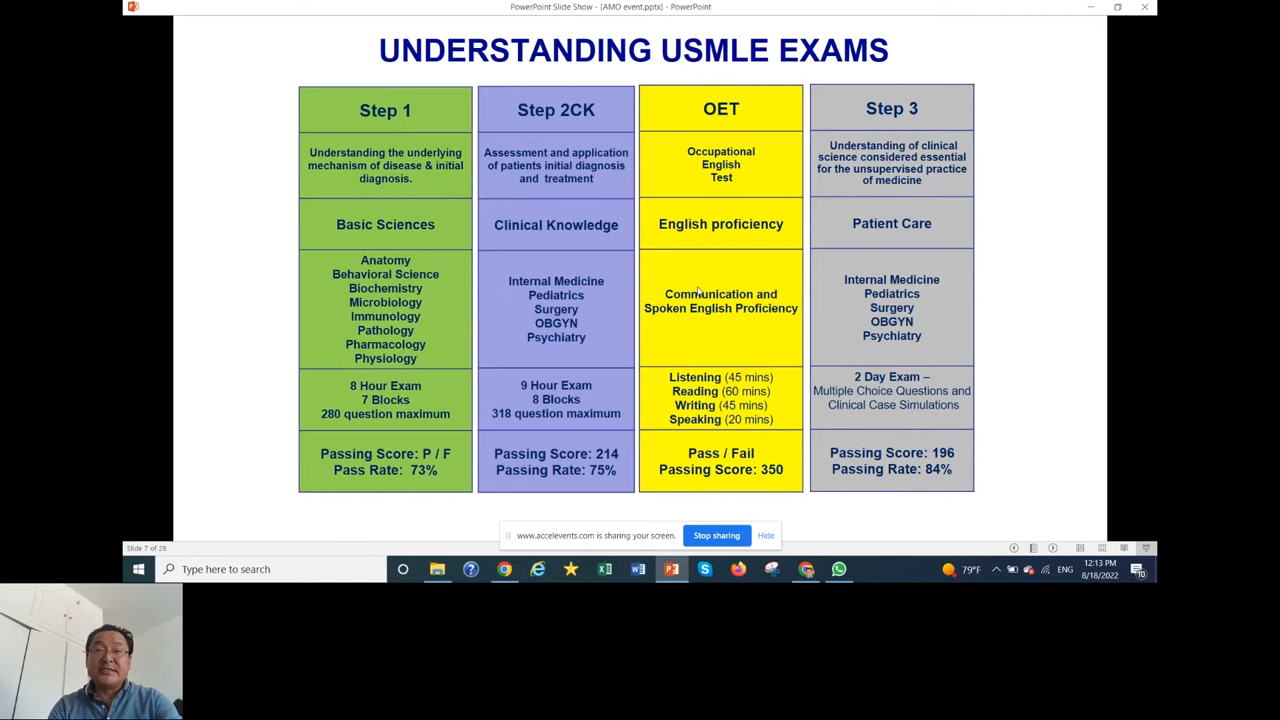 PowerPoint Slide Show - [AMO event.pptx] - PowerPoint
UNDERSTANDING USMLE EXAMS
Step 1
Understanding the underlying
mechanism of disease & initial
diagnosis.
Basic Sciences
Anatomy
Behavioral Science
Biochemistry
Microbiology
Immunology
Pathology
Pharmacology
Physiology
8 Hour Exam
7 Blocks
280 question maximum
Passing Score: P / F
Pass Rate: 73%
Step 2CK
Assessment and application
of patients initial diagnosis
and treatment
Clinical Knowledge
Internal Medicine
Pediatrics
Surgery
OBGYN
Psychiatry
9 Hour Exam
8 Blocks
318 question maximum
Passing Score: 214
Passing Rate: 75%
OET
Occupational
English
Test
English proficiency
Communication and
Spoken English Proficiency
Listening (45 mins)
Reading (60 mins)
Writing (45 mins)
Speaking (20 mins)
Pass / Fail
Passing Score: 350
Step 3
Understanding of clinical
science considered essential
for the unsupervised practice
of medicine
Patient Care
Internal Medicine
Pediatrics
Surgery
OBGYN
Psychiatry
2 Day Exam –
Multiple Choice Questions and
Clinical Case Simulations
Passing Score: 196
Passing Rate: 84%
www.accelevents.com is sharing your screen. Stop sharing Hide
Slide 7 of 28
Type here to search
79°F
ENG
12:13 PM
8/18/2022
10